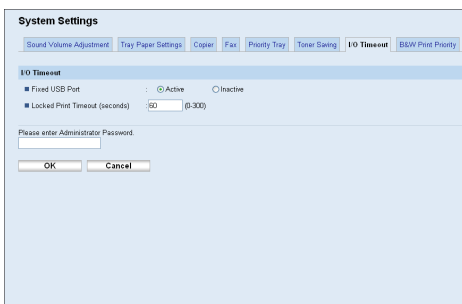 System Settings
Sound Volume Adjustment Tray Paper Settings Copier Fax Priority Tray Toner Saving I/O Timeout B&W Print Priority
I/O Timeout
Fixed USB Port : Active Inactive
Locked Print Timeout (seconds) : 60 (0-300)
Please enter Administrator Password.
OK Cancel